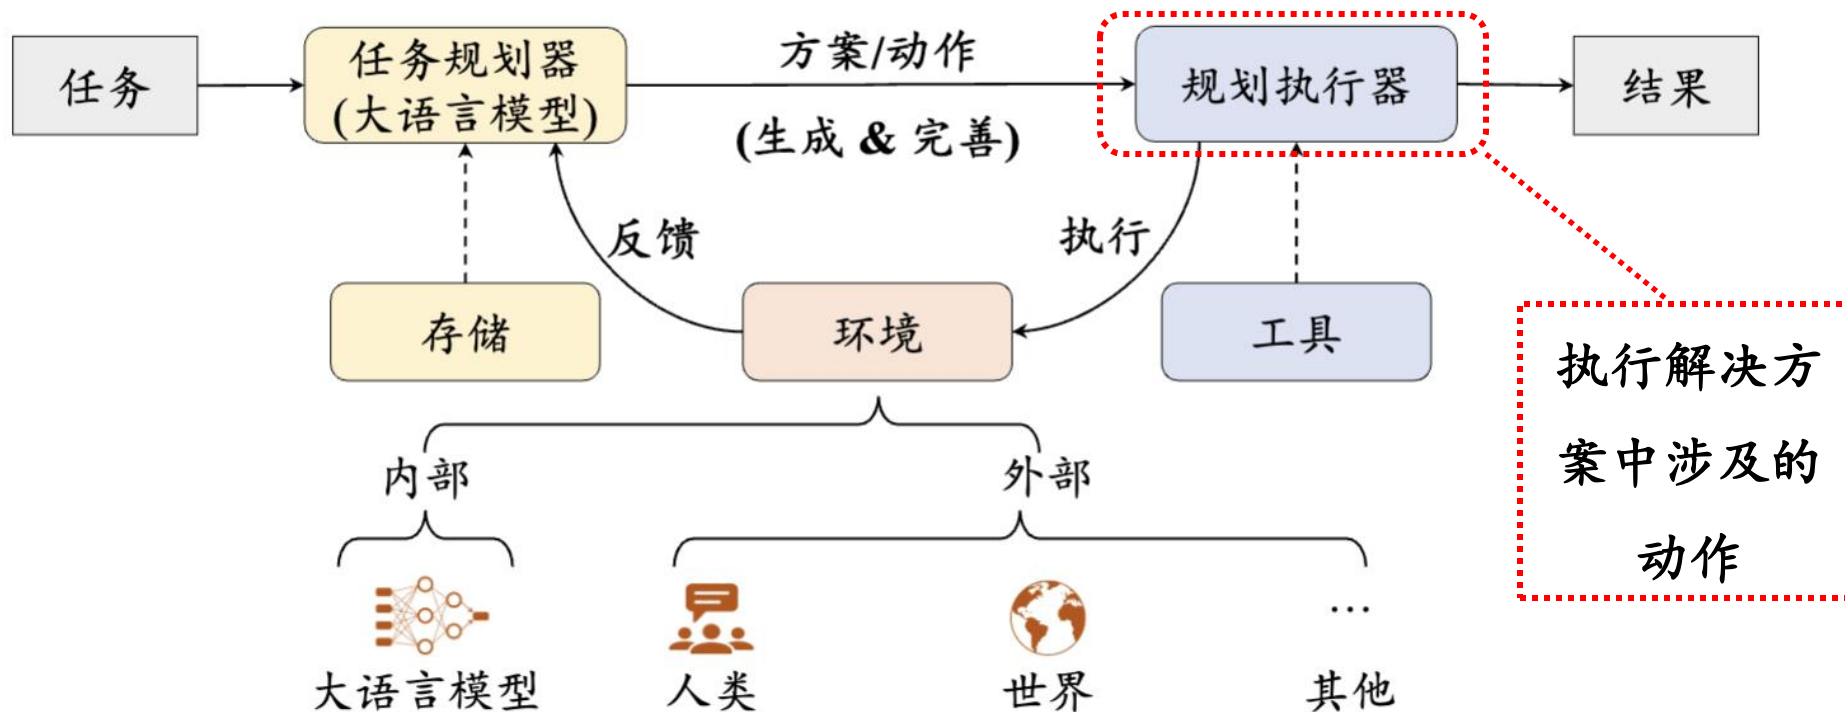 任务
任务规划器
(大语言模型)
方案/动作
(生成 & 完善)
规划执行器
结果
反馈
执行
存储
环境
工具
执行解决方
案中涉及的
动作
内部
外部
大语言模型
人类
世界
...
其他